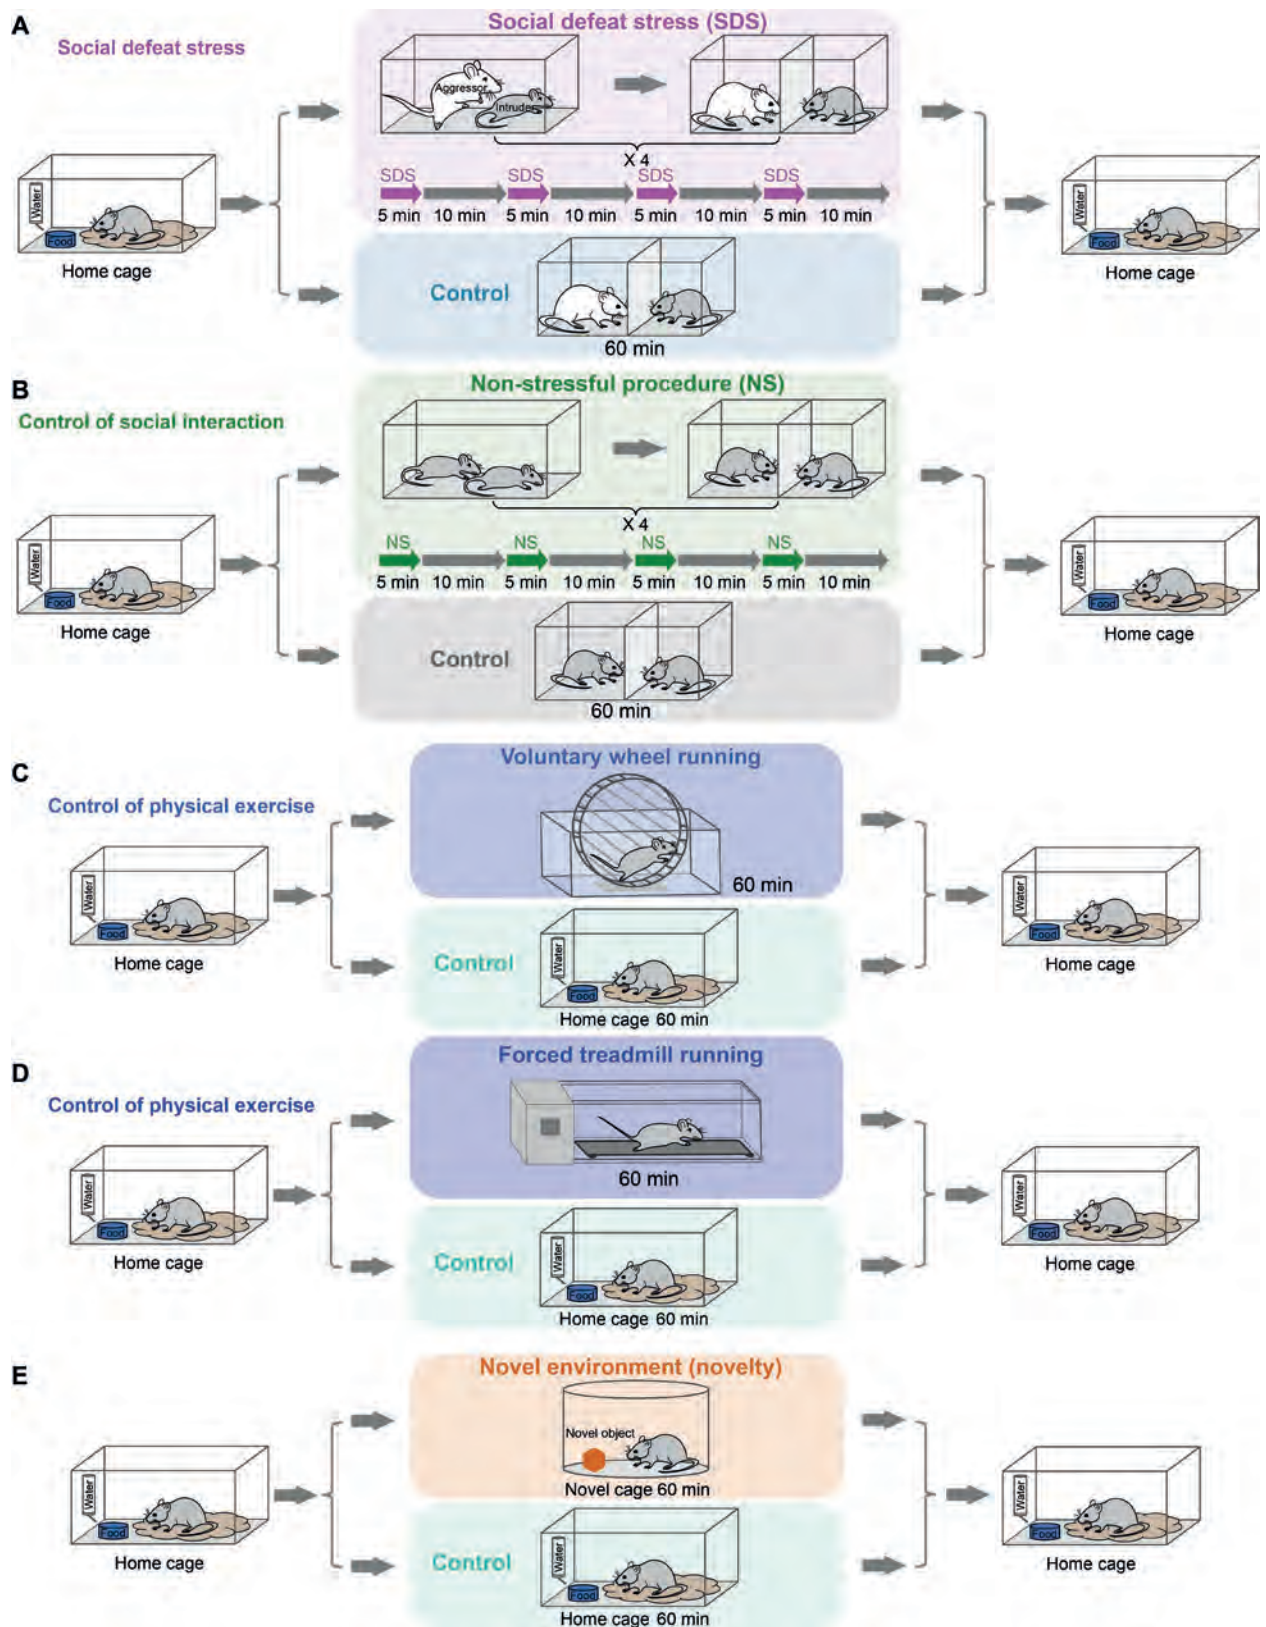 A
Social defeat stress
Social defeat stress (SDS)
Aggressor
Intruder
X 4
SDS SDS SDS SDS
5 min 10 min 5 min 10 min 5 min 10 min 5 min 10 min
Water
Food
Home cage
Control
60 min
Water
Food
Home cage
B
Control of social interaction
Non-stressful procedure (NS)
X 4
NS NS NS NS
5 min 10 min 5 min 10 min 5 min 10 min 5 min 10 min
Water
Food
Home cage
Control
60 min
Water
Food
Home cage
C
Control of physical exercise
Voluntary wheel running
60 min
Water
Food
Home cage
Control
Water
Food
Home cage 60 min
Water
Food
Home cage
D
Control of physical exercise
Forced treadmill running
60 min
Water
Food
Home cage
Control
Water
Food
Home cage 60 min
Water
Food
Home cage
E
Novel environment (novelty)
Novel object
Novel cage 60 min
Water
Food
Home cage
Control
Water
Food
Home cage 60 min
Water
Food
Home cage